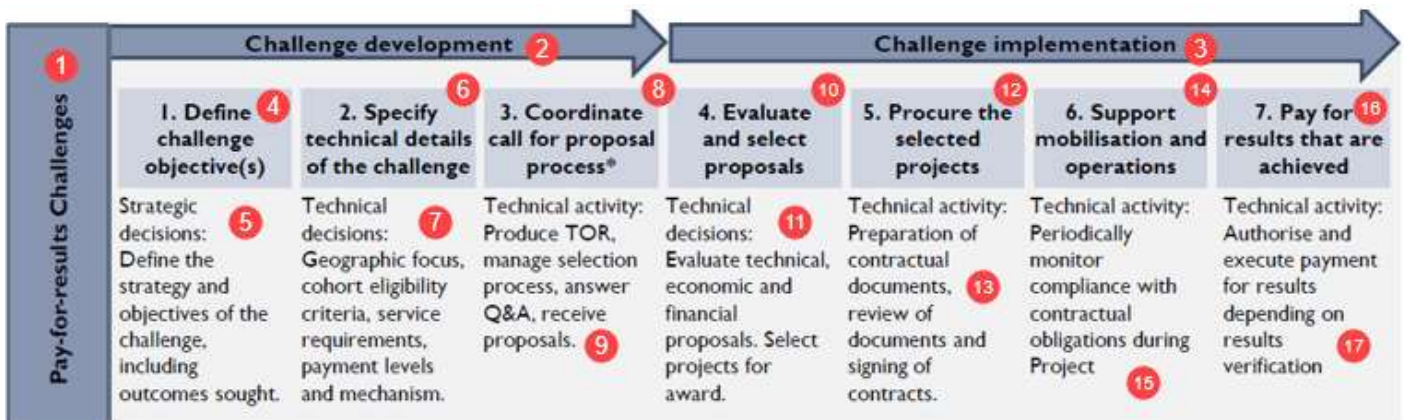 Pay-for-results Challenges 1
Challenge development 2
Challenge implementation 3
1. Define 4
challenge
objective(s)
Strategic
decisions: 5
Define the
strategy and
objectives of the
challenge,
including
outcomes sought.
6
2. Specify
technical details
of the challenge
Technical
decisions: 7
Geographic focus,
cohort eligibility
criteria, service
requirements,
payment levels
and mechanism.
8
3. Coordinate
call for proposal
process*
Technical activity:
Produce TOR,
manage selection
process, answer
Q&A, receive
proposals. 9
10
4. Evaluate
and select
proposals
Technical
decisions: 11
Evaluate technical,
economic and
financial
proposals. Select
projects for
award.
12
5. Procure the
selected
projects
Technical activity:
Preparation of
contractual
documents, 13
review of
documents and
signing of
contracts.
14
6. Support
mobilisation and
operations
Technical activity:
Periodically
monitor
compliance with
contractual
obligations during
Project 15
7. Pay for 16
results that are
achieved
Technical activity:
Authorise and
execute payment
for results
depending on
results 17
verification